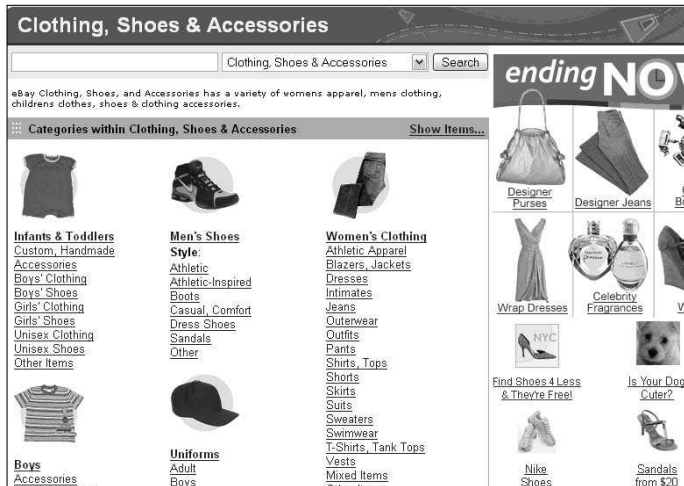 Clothing, Shoes & Accessories
Clothing, Shoes & Accessories
Search
eBay Clothing, Shoes, and Accessories has a variety of womens apparel, mens clothing,
childrens clothes, shoes & clothing accessories.
Categories within Clothing, Shoes & Accessories
Show Items...
Infants & Toddlers
Custom, Handmade
Accessories
Boys' Clothing
Boys' Shoes
Girls' Clothing
Girls' Shoes
Unisex Clothing
Unisex Shoes
Other Items
Boys
Accessories
Men's Shoes
Style:
Athletic
Athletic-Inspired
Boots
Casual, Comfort
Dress Shoes
Sandals
Other
Uniforms
Adult
Boys
Women's Clothing
Athletic Apparel
Blazers, Jackets
Dresses
Intimates
Jeans
Outerwear
Outfits
Pants
Shirts, Tops
Shorts
Skirts
Suits
Sweaters
Swimwear
T-Shirts, Tank Tops
Vests
Mixed Items
ending NOW
Designer
Purses
Designer Jeans
Wrap Dresses
Celebrity
Fragrances
NYC
Find Shoes 4 Less
& They're Free!
Is Your Dog
Cuter?
Nike
Shoes
Sandals
from $20